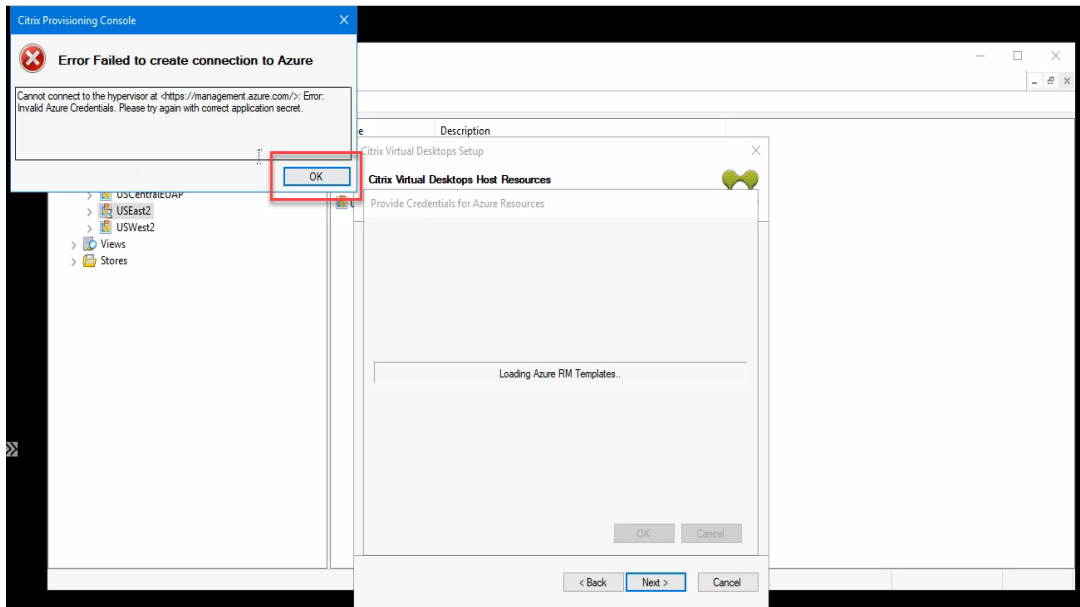 Citrix Provisioning Console
Error Failed to create connection to Azure
Cannot connect to the hypervisor at <https://management.azure.com/>: Error:
Invalid Azure Credentials. Please try again with correct application secret.
OK
Description
Citrix Virtual Desktops Setup
Citrix Virtual Desktops Host Resources
Provide Credentials for Azure Resources
USCentralEUAP
USEast2
USWest2
Views
Stores
Loading Azure RM Templates..
OK Cancel
< Back Next > Cancel